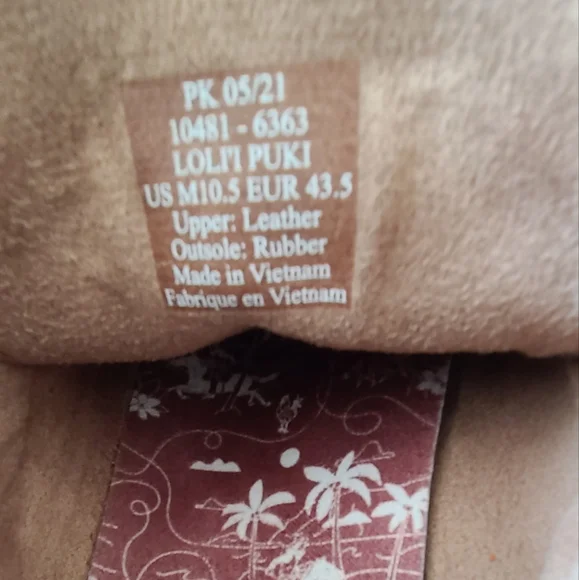 PK 05/21
10481 - 6363
LOLI'I PUKI
US M10.5 EUR 43.5
Upper: Leather
Outsole: Rubber
Made in Vietnam
Fabrique en Vietnam